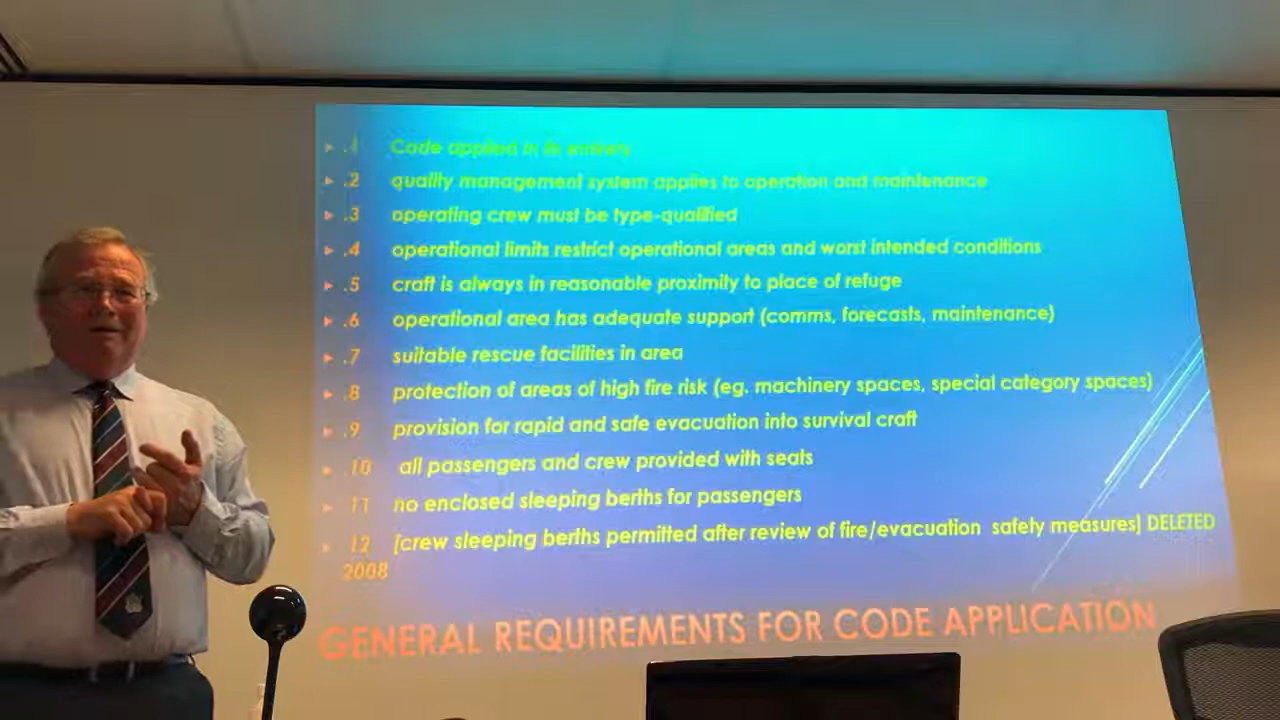 .1 Code applied in its entirety
.2 quality management system applies to operation and maintenance
.3 operating crew must be type-qualified
.4 operational limits restrict operational areas and worst intended conditions
.5 craft is always in reasonable proximity to place of refuge
.6 operational area has adequate support (comms, forecasts, maintenance)
.7 suitable rescue facilities in area
.8 protection of areas of high fire risk (eg. machinery spaces, special category spaces)
.9 provision for rapid and safe evacuation into survival craft
.10 all passengers and crew provided with seats
11 no enclosed sleeping berths for passengers
12 [crew sleeping berths permitted after review of fire/evacuation safety measures] DELETED
2008
GENERAL REQUIREMENTS FOR CODE APPLICATION